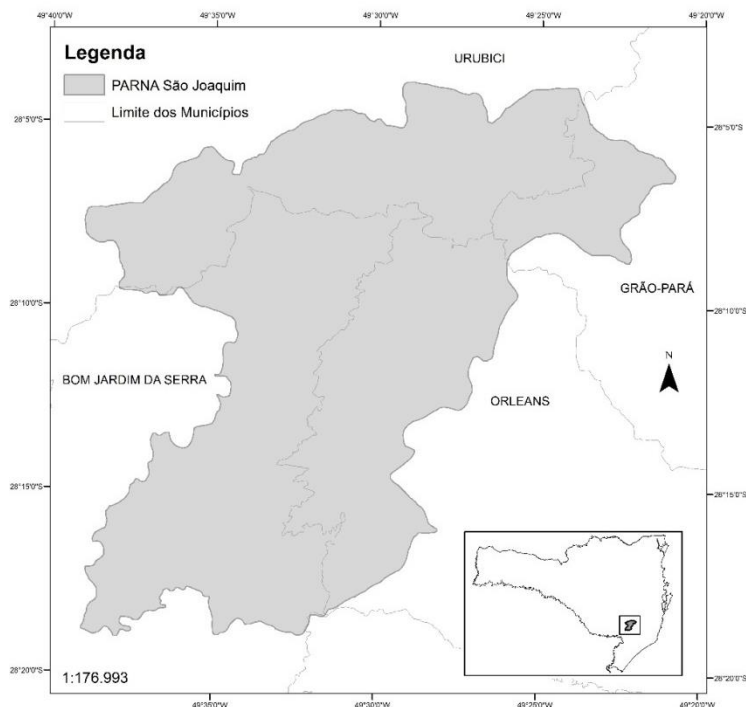 49°40'0"W 49°35'0"W 49°30'0"W 49°25'0"W 49°20'0"W
Legenda
URUBICI
PARNA São Joaquim
Limite dos Municípios
28°5'0"S 28°5'0"S
GRÃO-PARÁ
28°10'0"S 28°10'0"S
N
BOM JARDIM DA SERRA
ORLEANS
28°15'0"S 28°15'0"S
28°20'0"S 28°20'0"S
1:176.993
49°35'0"W 49°30'0"W 49°25'0"W 49°20'0"W